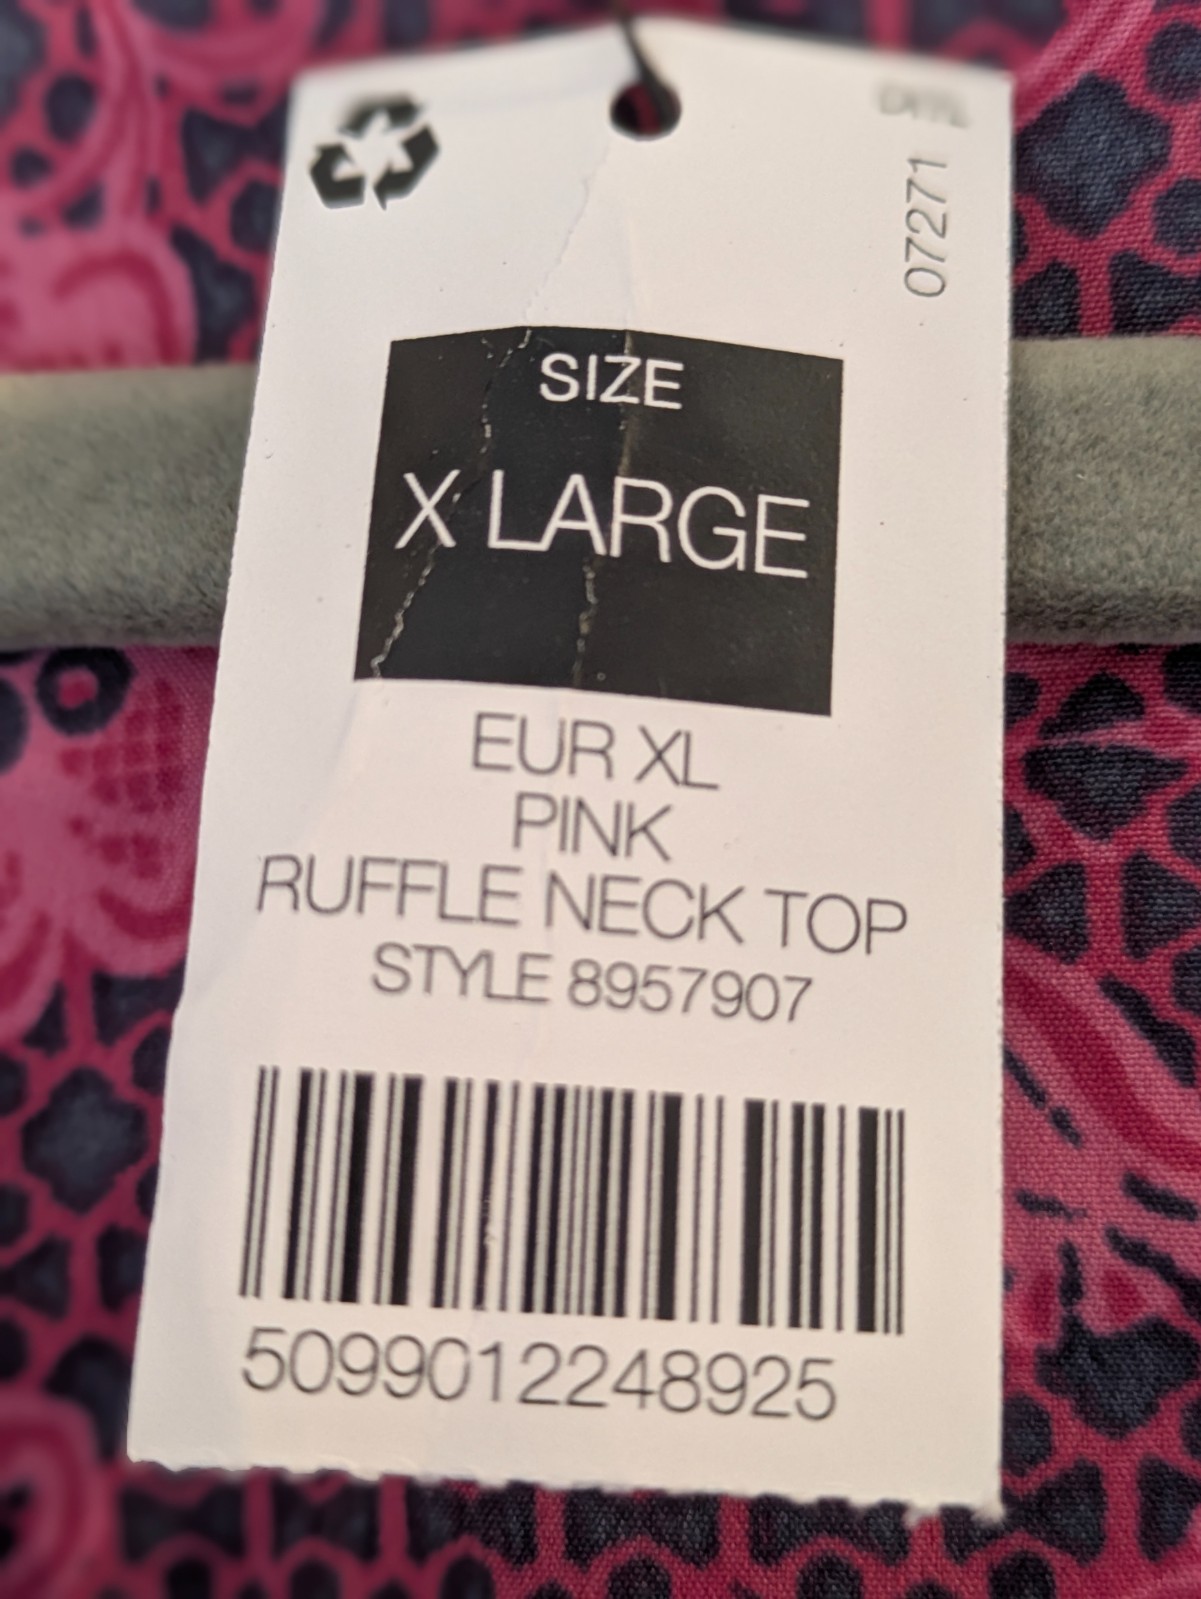 07271
SIZE
X LARGE
EUR XL
PINK
RUFFLE NECK TOP
STYLE 8957907
5099012248925